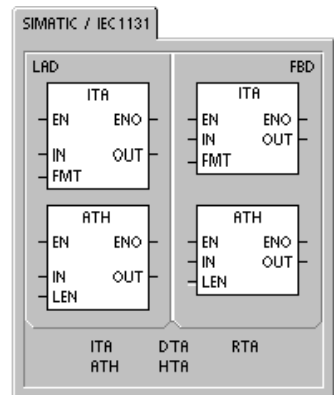 SIMATIC / IEC1131
LAD FBD
ITA ITA
EN ENO EN ENO
IN OUT IN OUT
FMT FMT
ATH ATH
EN ENO EN ENO
IN OUT IN OUT
LEN LEN
ITA DTA RTA
ATH HTA